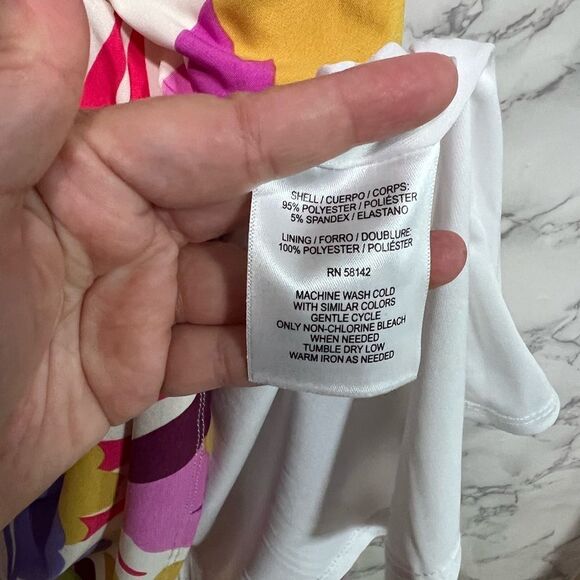 SHELL / CUERPO / CORPS:
95% POLYESTER / POLIÉSTER
5% SPANDEX / ELASTANO
LINING / FORRO / DOUBLURE:
100% POLYESTER / POLIÉSTER
RN 58142
MACHINE WASH COLD
WITH SIMILAR COLORS
GENTLE CYCLE
ONLY NON-CHLORINE BLEACH
WHEN NEEDED
TUMBLE DRY LOW
WARM IRON AS NEEDED